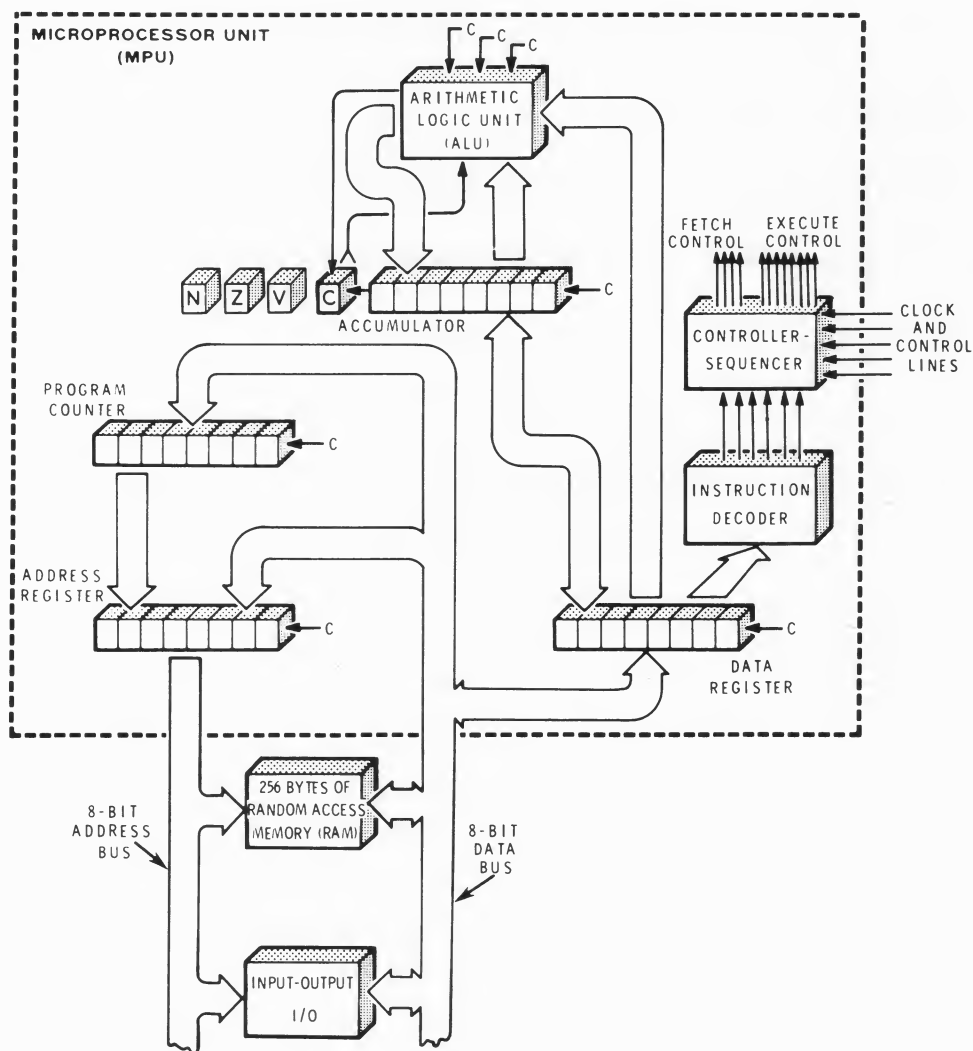 MICROPROCESSOR UNIT
(MPU)
C
C
C
ARITHMETIC
LOGIC UNIT
(ALU)
FETCH
CONTROL
EXECUTE
CONTROL
N
Z
V
C
C
ACCUMULATOR
CONTROLLER-
SEQUENCER
CLOCK
AND
CONTROL
LINES
PROGRAM
COUNTER
C
INSTRUCTION
DECODER
ADDRESS
REGISTER
C
C
DATA
REGISTER
256 BYTES OF
RANDOM ACCESS
MEMORY (RAM)
8-BIT
ADDRESS
BUS
8-BIT
DATA
BUS
INPUT-OUTPUT
I/O